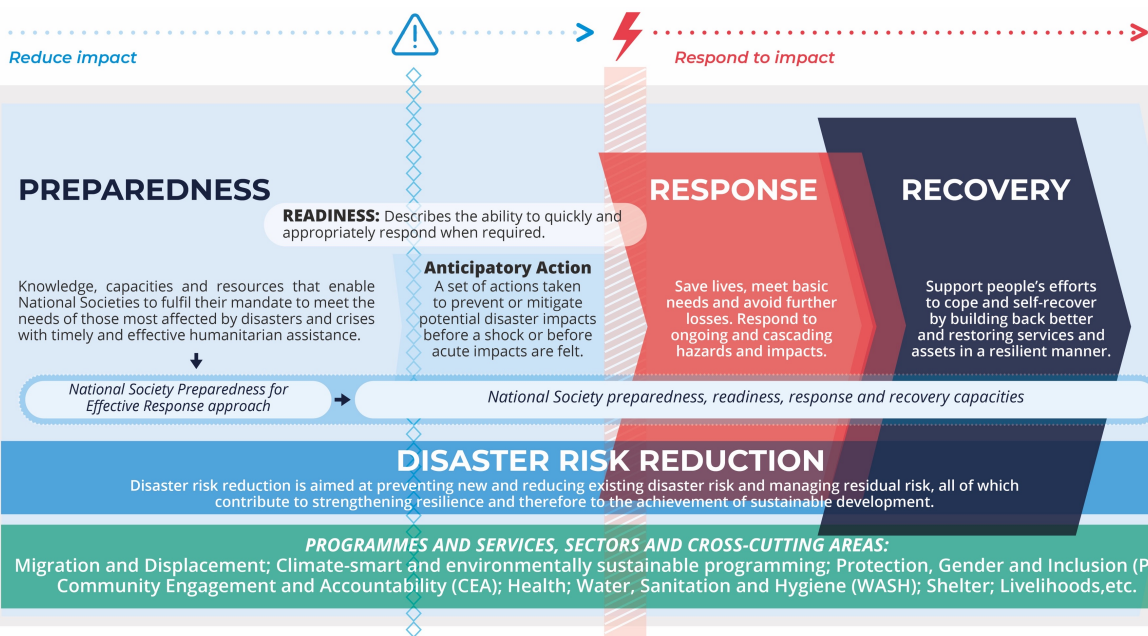 Reduce impact
Respond to impact
PREPAREDNESS
READINESS: Describes the ability to quickly and
appropriately respond when required.
Knowledge, capacities and resources that enable
National Societies to fulfil their mandate to meet the
needs of those most affected by disasters and crises
with timely and effective humanitarian assistance.
Anticipatory Action
A set of actions taken
to prevent or mitigate
potential disaster impacts
before a shock or before
acute impacts are felt.
RESPONSE
Save lives, meet basic
needs and avoid further
losses. Respond to
ongoing and cascading
hazards and impacts.
RECOVERY
Support people’s efforts
to cope and self-recover
by building back better
and restoring services and
assets in a resilient manner.
National Society Preparedness for
Effective Response approach
National Society preparedness, readiness, response and recovery capacities
DISASTER RISK REDUCTION
Disaster risk reduction is aimed at preventing new and reducing existing disaster risk and managing residual risk, all of which
contribute to strengthening resilience and therefore to the achievement of sustainable development.
PROGRAMMES AND SERVICES, SECTORS AND CROSS-CUTTING AREAS:
Migration and Displacement; Climate-smart and environmentally sustainable programming; Protection, Gender and Inclusion (P
Community Engagement and Accountability (CEA); Health; Water, Sanitation and Hygiene (WASH); Shelter; Livelihoods,etc.